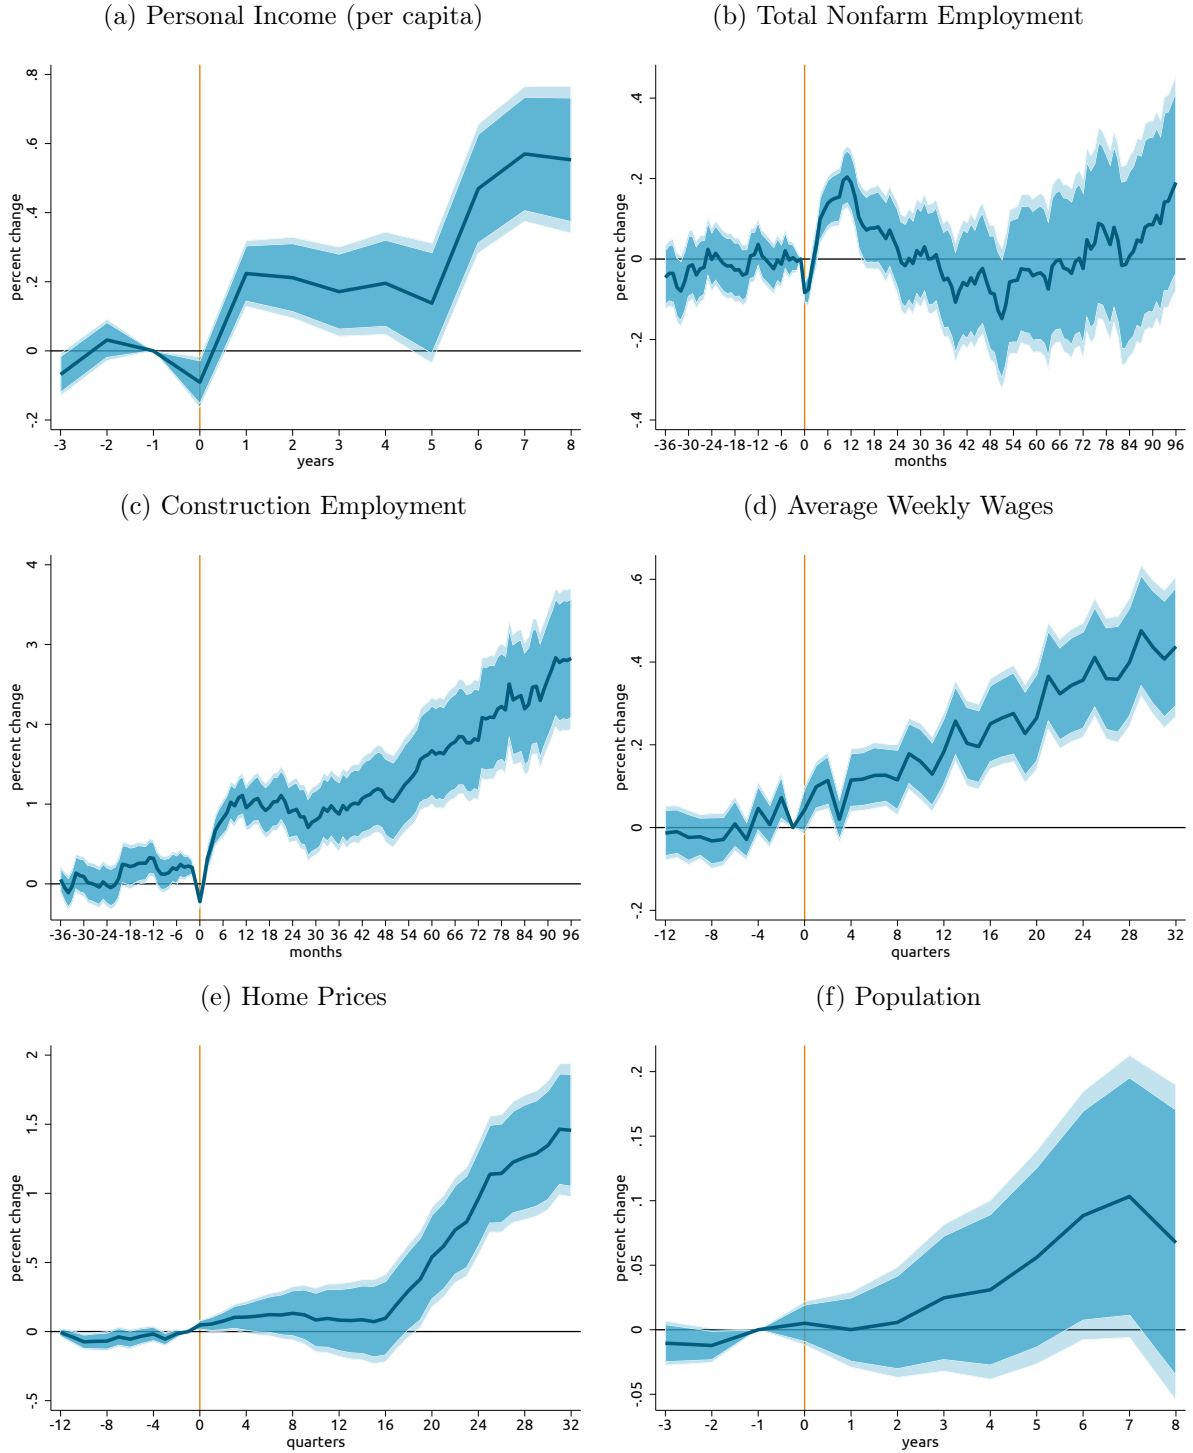 (a) Personal Income (per capita)
percent change
.8
.6
.4
.2
0
-.2
-3 -2 -1 0 1 2 3 4 5 6 7 8
years
(b) Total Nonfarm Employment
percent change
.4
.2
0
-.2
-.4
-36 -30 -24 -18 -12 -6 0 6 12 18 24 30 36 42 48 54 60 66 72 78 84 90 96
months
(c) Construction Employment
percent change
4
3
2
1
0
-36 -30 -24 -18 -12 -6 0 6 12 18 24 30 36 42 48 54 60 66 72 78 84 90 96
months
(d) Average Weekly Wages
percent change
.6
.4
.2
0
-.2
-12 -8 -4 0 4 8 12 16 20 24 28 32
quarters
(e) Home Prices
percent change
2
1.5
1
.5
0
-.5
-12 -8 -4 0 4 8 12 16 20 24 28 32
quarters
(f) Population
percent change
.2
.15
.1
.05
0
-.05
-3 -2 -1 0 1 2 3 4 5 6 7 8
years